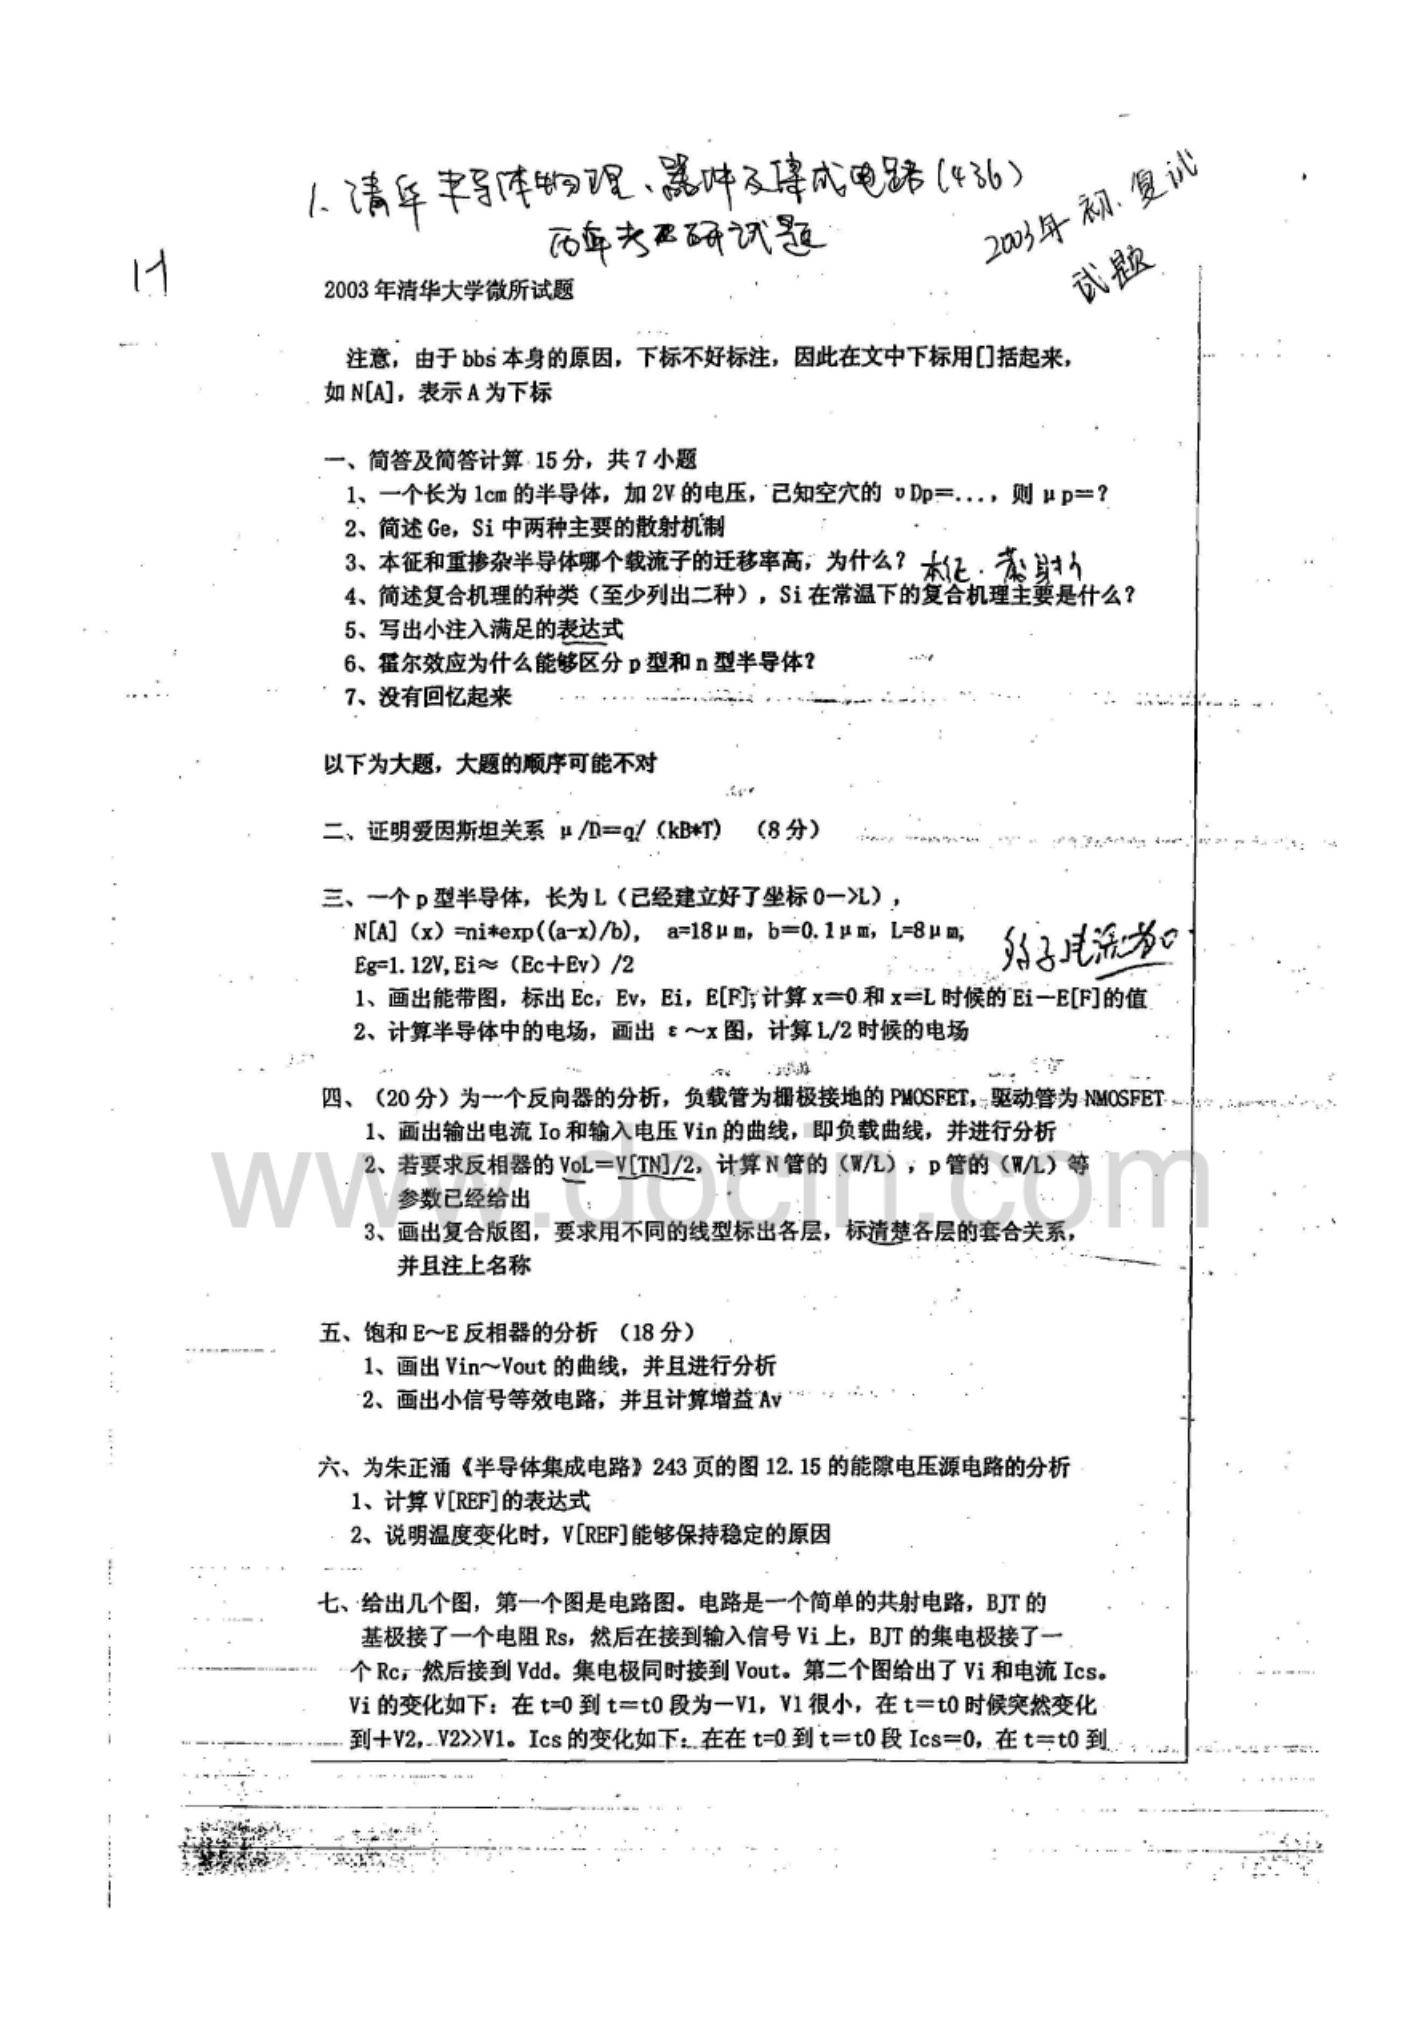 1. 清华半导体物理、器件及集成电路(436)
两年考研试题
2003年初、复试
试题
2003年清华大学微所试题
注意，由于bbs本身的原因，下标不好标注，因此在文中下标用[]括起来，
如N[A]，表示A为下标
一、简答及简答计算 15分，共7小题
1、一个长为1cm的半导体，加2V的电压，已知空穴的υDp＝...，则μp＝？
2、简述Ge，Si中两种主要的散射机制
3、本征和重掺杂半导体哪个载流子的迁移率高，为什么？ 本征.
4、简述复合机理的种类（至少列出二种），Si在常温下的复合机理主要是什么？
5、写出小注入满足的表达式
6、霍尔效应为什么能够区分p型和n型半导体？
7、没有回忆起来
以下为大题，大题的顺序可能不对
二、证明爱因斯坦关系 μ/D＝q/（kB*T） （8分）
三、一个p型半导体，长为L（已经建立好了坐标0－>L），
N[A]（x）=ni*exp((a-x)/b), a=18μm, b＝0.1μm, L=8μm;
Eg=1.12V,Ei≈（Ec＋Ev）/2
1、画出能带图，标出Ec，Ev，Ei，E[F];计算x＝0和x＝L时候的Ei－E[F]的值
2、计算半导体中的电场，画出 ε～x图，计算L/2时候的电场
四、（20分）为一个反向器的分析，负载管为栅极接地的PMOSFET，驱动管为NMOSFET
1、画出输出电流Io和输入电压Vin的曲线，即负载曲线，并进行分析
2、若要求反相器的VoL＝V[TN]/2，计算N管的（W/L），p管的（W/L）等
参数已经给出
3、画出复合版图，要求用不同的线型标出各层，标清楚各层的套合关系，
并且注上名称
五、饱和E～E反相器的分析 （18分）
1、画出Vin～Vout的曲线，并且进行分析
2、画出小信号等效电路，并且计算增益Av
六、为朱正涌《半导体集成电路》243页的图12.15的能隙电压源电路的分析
1、计算V[REF]的表达式
2、说明温度变化时，V[REF]能够保持稳定的原因
七、给出几个图，第一个图是电路图。电路是一个简单的共射电路，BJT的
基极接了一个电阻Rs，然后在接到输入信号Vi上，BJT的集电极接了一
个Rc，然后接到Vdd。集电极同时接到Vout。第二个图给出了Vi和电流Ics。
Vi的变化如下：在t=0到t＝t0段为－V1，V1很小，在t＝t0时候突然变化
到＋V2，V2>>V1。Ics的变化如下：在在t=0到t＝t0段Ics＝0，在t＝t0到
www.docin.com